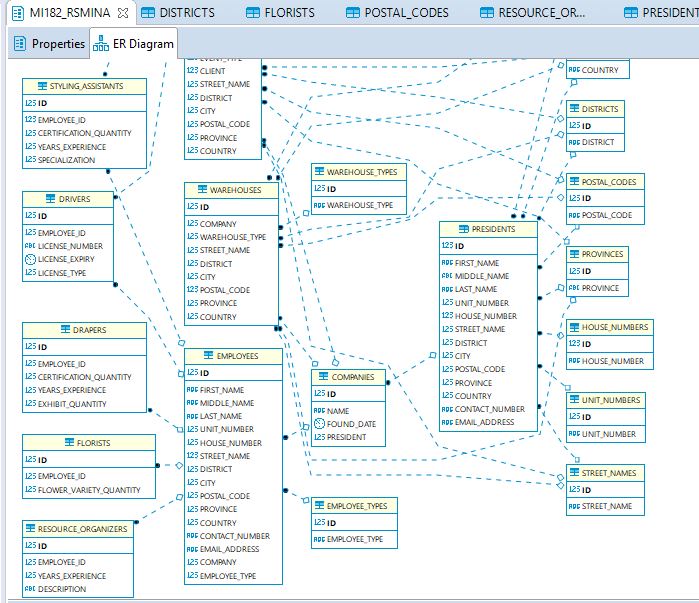 MI182_RSMINA
DISTRICTS
FLORISTS
POSTAL_CODES
RESOURCE_OR...
PRESIDENT
Properties
ER Diagram
STYLING_ASSISTANTS
123 ID
123 EMPLOYEE_ID
123 CERTIFICATION_QUANTITY
123 YEARS_EXPERIENCE
123 SPECIALIZATION
DRIVERS
123 ID
123 EMPLOYEE_ID
ABC LICENSE_NUMBER
LICENSE_EXPIRY
123 LICENSE_TYPE
DRAPERS
123 ID
123 EMPLOYEE_ID
123 CERTIFICATION_QUANTITY
123 YEARS_EXPERIENCE
123 EXHIBIT_QUANTITY
FLORISTS
123 ID
123 EMPLOYEE_ID
123 FLOWER_VARIETY_QUANTITY
RESOURCE_ORGANIZERS
123 ID
123 EMPLOYEE_ID
123 YEARS_EXPERIENCE
ABC DESCRIPTION
123 EVENT_TYPE
123 CLIENT
123 STREET_NAME
123 DISTRICT
123 CITY
123 POSTAL_CODE
123 PROVINCE
123 COUNTRY
WAREHOUSES
123 ID
123 COMPANY
123 WAREHOUSE_TYPE
123 STREET_NAME
123 DISTRICT
123 CITY
123 POSTAL_CODE
123 PROVINCE
123 COUNTRY
EMPLOYEES
123 ID
ABC FIRST_NAME
ABC MIDDLE_NAME
ABC LAST_NAME
123 UNIT_NUMBER
123 HOUSE_NUMBER
123 STREET_NAME
123 DISTRICT
123 CITY
123 POSTAL_CODE
123 PROVINCE
123 COUNTRY
ABC CONTACT_NUMBER
ABC EMAIL_ADDRESS
123 COMPANY
123 EMPLOYEE_TYPE
WAREHOUSE_TYPES
123 ID
ABC WAREHOUSE_TYPE
COMPANIES
123 ID
ABC NAME
FOUND_DATE
123 PRESIDENT
EMPLOYEE_TYPES
123 ID
ABC EMPLOYEE_TYPE
PRESIDENTS
123 ID
ABC FIRST_NAME
ABC MIDDLE_NAME
ABC LAST_NAME
123 UNIT_NUMBER
123 HOUSE_NUMBER
123 STREET_NAME
123 DISTRICT
123 CITY
123 POSTAL_CODE
123 PROVINCE
123 COUNTRY
ABC CONTACT_NUMBER
ABC EMAIL_ADDRESS
ABC COUNTRY
DISTRICTS
123 ID
ABC DISTRICT
POSTAL_CODES
123 ID
ABC POSTAL_CODE
PROVINCES
123 ID
ABC PROVINCE
HOUSE_NUMBERS
123 ID
ABC HOUSE_NUMBER
UNIT_NUMBERS
123 ID
ABC UNIT_NUMBER
STREET_NAMES
123 ID
ABC STREET_NAME